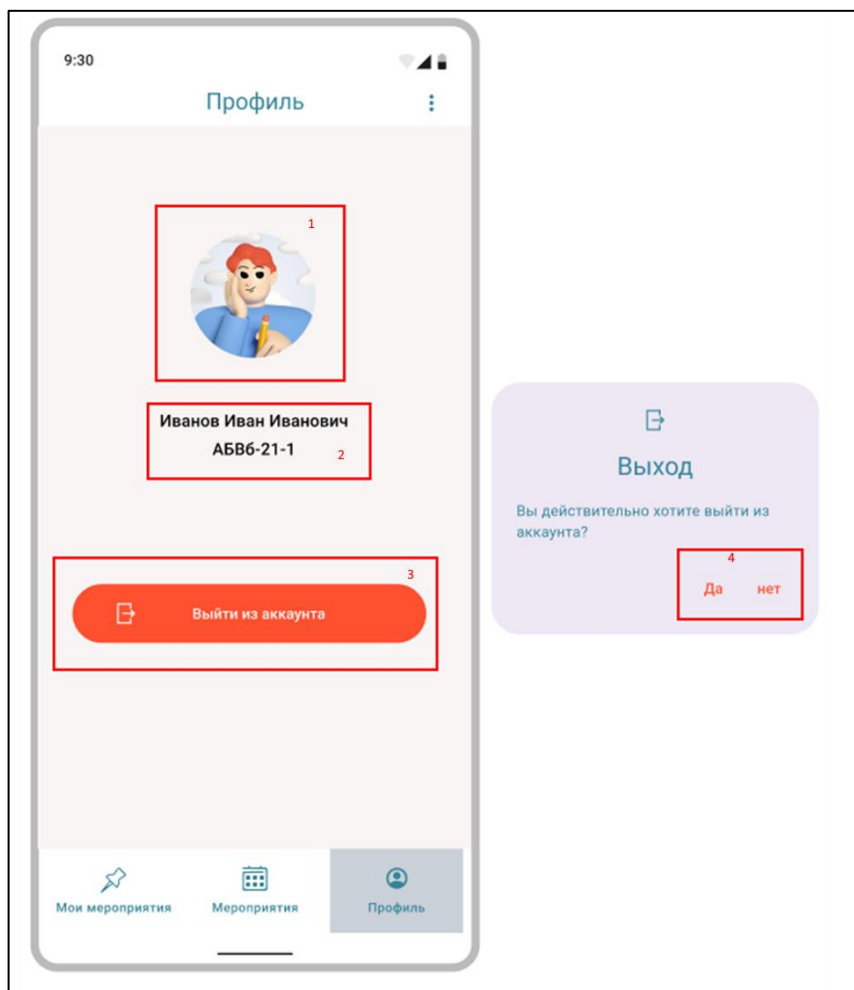 9:30
Профиль
1
Иванов Иван Иванович
АБВб-21-1
2
3
Выйти из аккаунта
Мои мероприятия
Мероприятия
Профиль
Выход
Вы действительно хотите выйти из
аккаунта?
4
Да нет